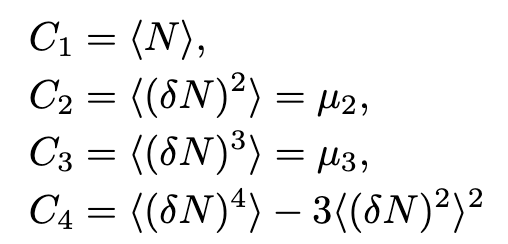 C₁ = ⟨N⟩,
C₂ = ⟨(δN)²⟩ = μ₂,
C₃ = ⟨(δN)³⟩ = μ₃,
C₄ = ⟨(δN)⁴⟩ − 3⟨(δN)²⟩²